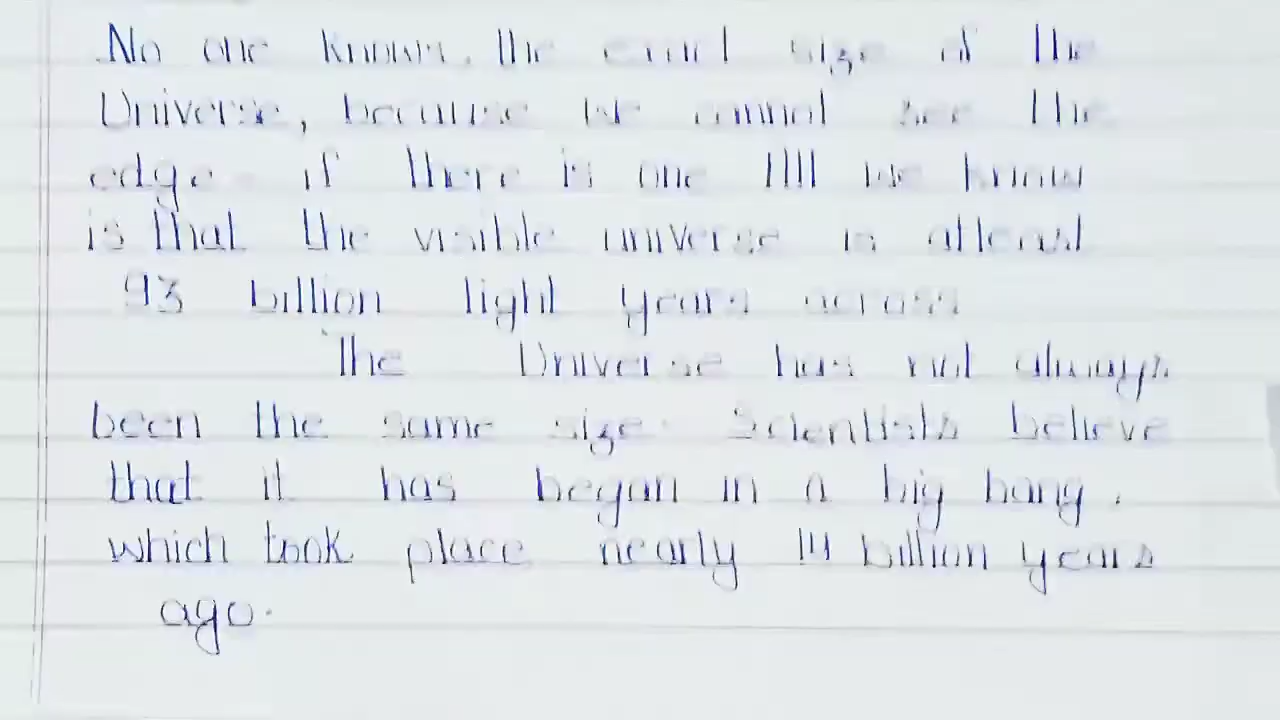 No one knows, the exact size of the
Universe, because we cannot see the
edge - if there is one All we know
is that the visible universe is atleast
93 billion light years across
The Universe has not always
been the same size. Scientists believe
that it has began in a big bang,
which took place nearly 14 billion years
ago.